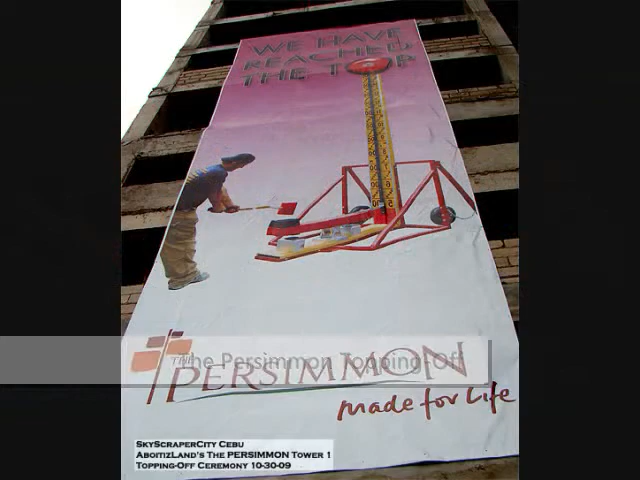 WE HAVE
REACHED
THE TOP
The Persimmon Topping-Off
THE
PERSIMMON
made for life
SKYSCRAPERCITY CEBU
ABOITIZLAND'S THE PERSIMMON TOWER 1
TOPPING-OFF CEREMONY 10-30-09